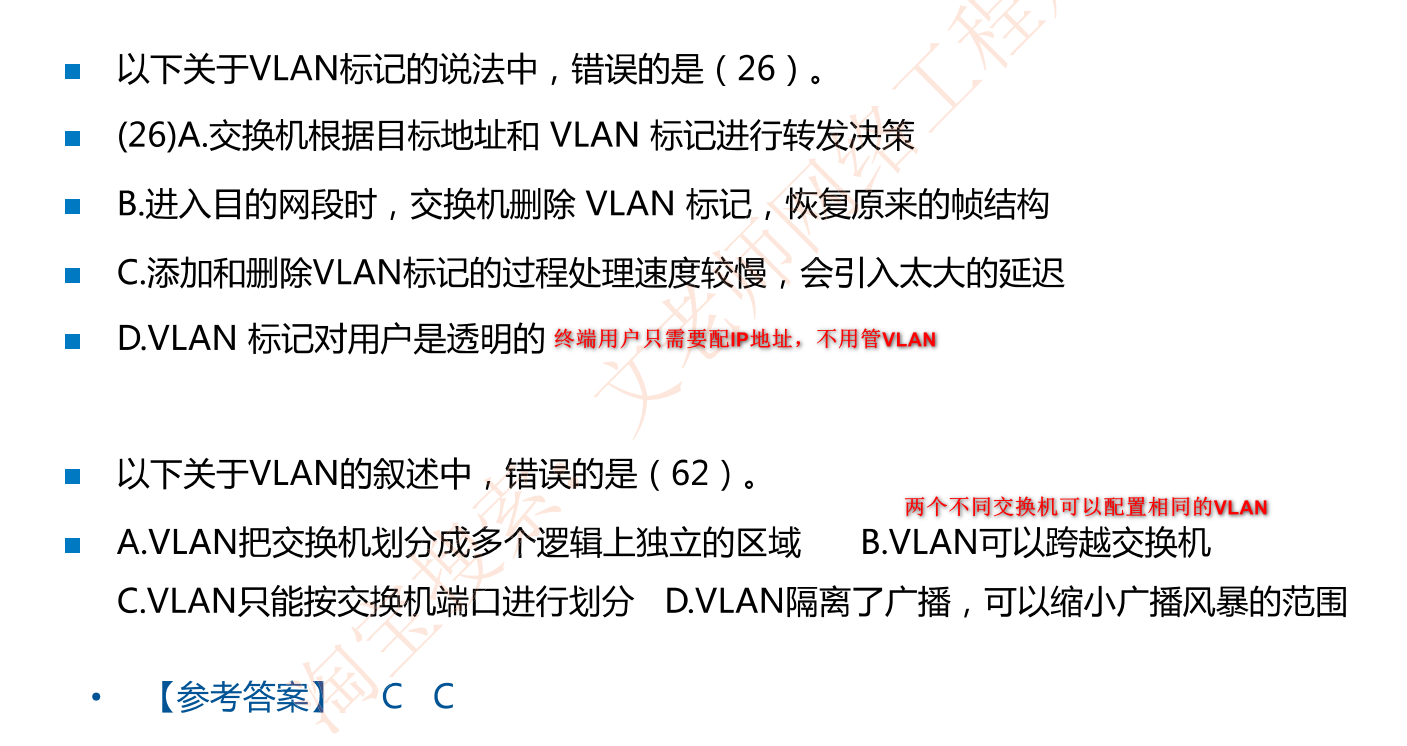 以下关于VLAN标记的说法中，错误的是（26）。
(26)A.交换机根据目标地址和 VLAN 标记进行转发决策
B.进入目的网段时，交换机删除 VLAN 标记，恢复原来的帧结构
C.添加和删除VLAN标记的过程处理速度较慢，会引入太大的延迟
D.VLAN 标记对用户是透明的 终端用户只需要配IP地址，不用管VLAN
以下关于VLAN的叙述中，错误的是（62）。
两个不同交换机可以配置相同的VLAN
A.VLAN把交换机划分成多个逻辑上独立的区域 B.VLAN可以跨越交换机
C.VLAN只能按交换机端口进行划分 D.VLAN隔离了广播，可以缩小广播风暴的范围
【参考答案】 C C
淘宝搜索：文老师网络工程